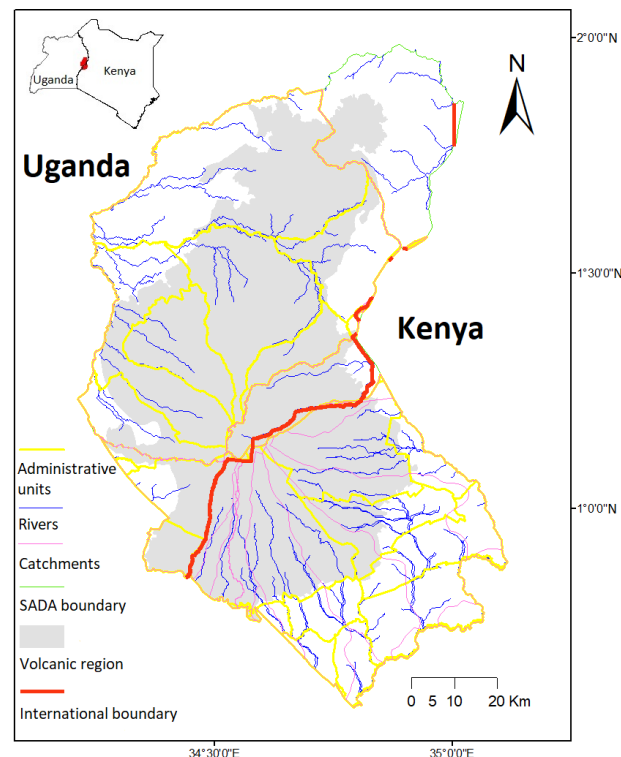 Uganda
Kenya
2°0'0"N
N
Uganda
1°30'0"N
Kenya
Administrative
units
Rivers
Catchments
SADA boundary
Volcanic region
International boundary
1°0'0"N
0 5 10 20 Km
34°30'0"E
35°0'0"E